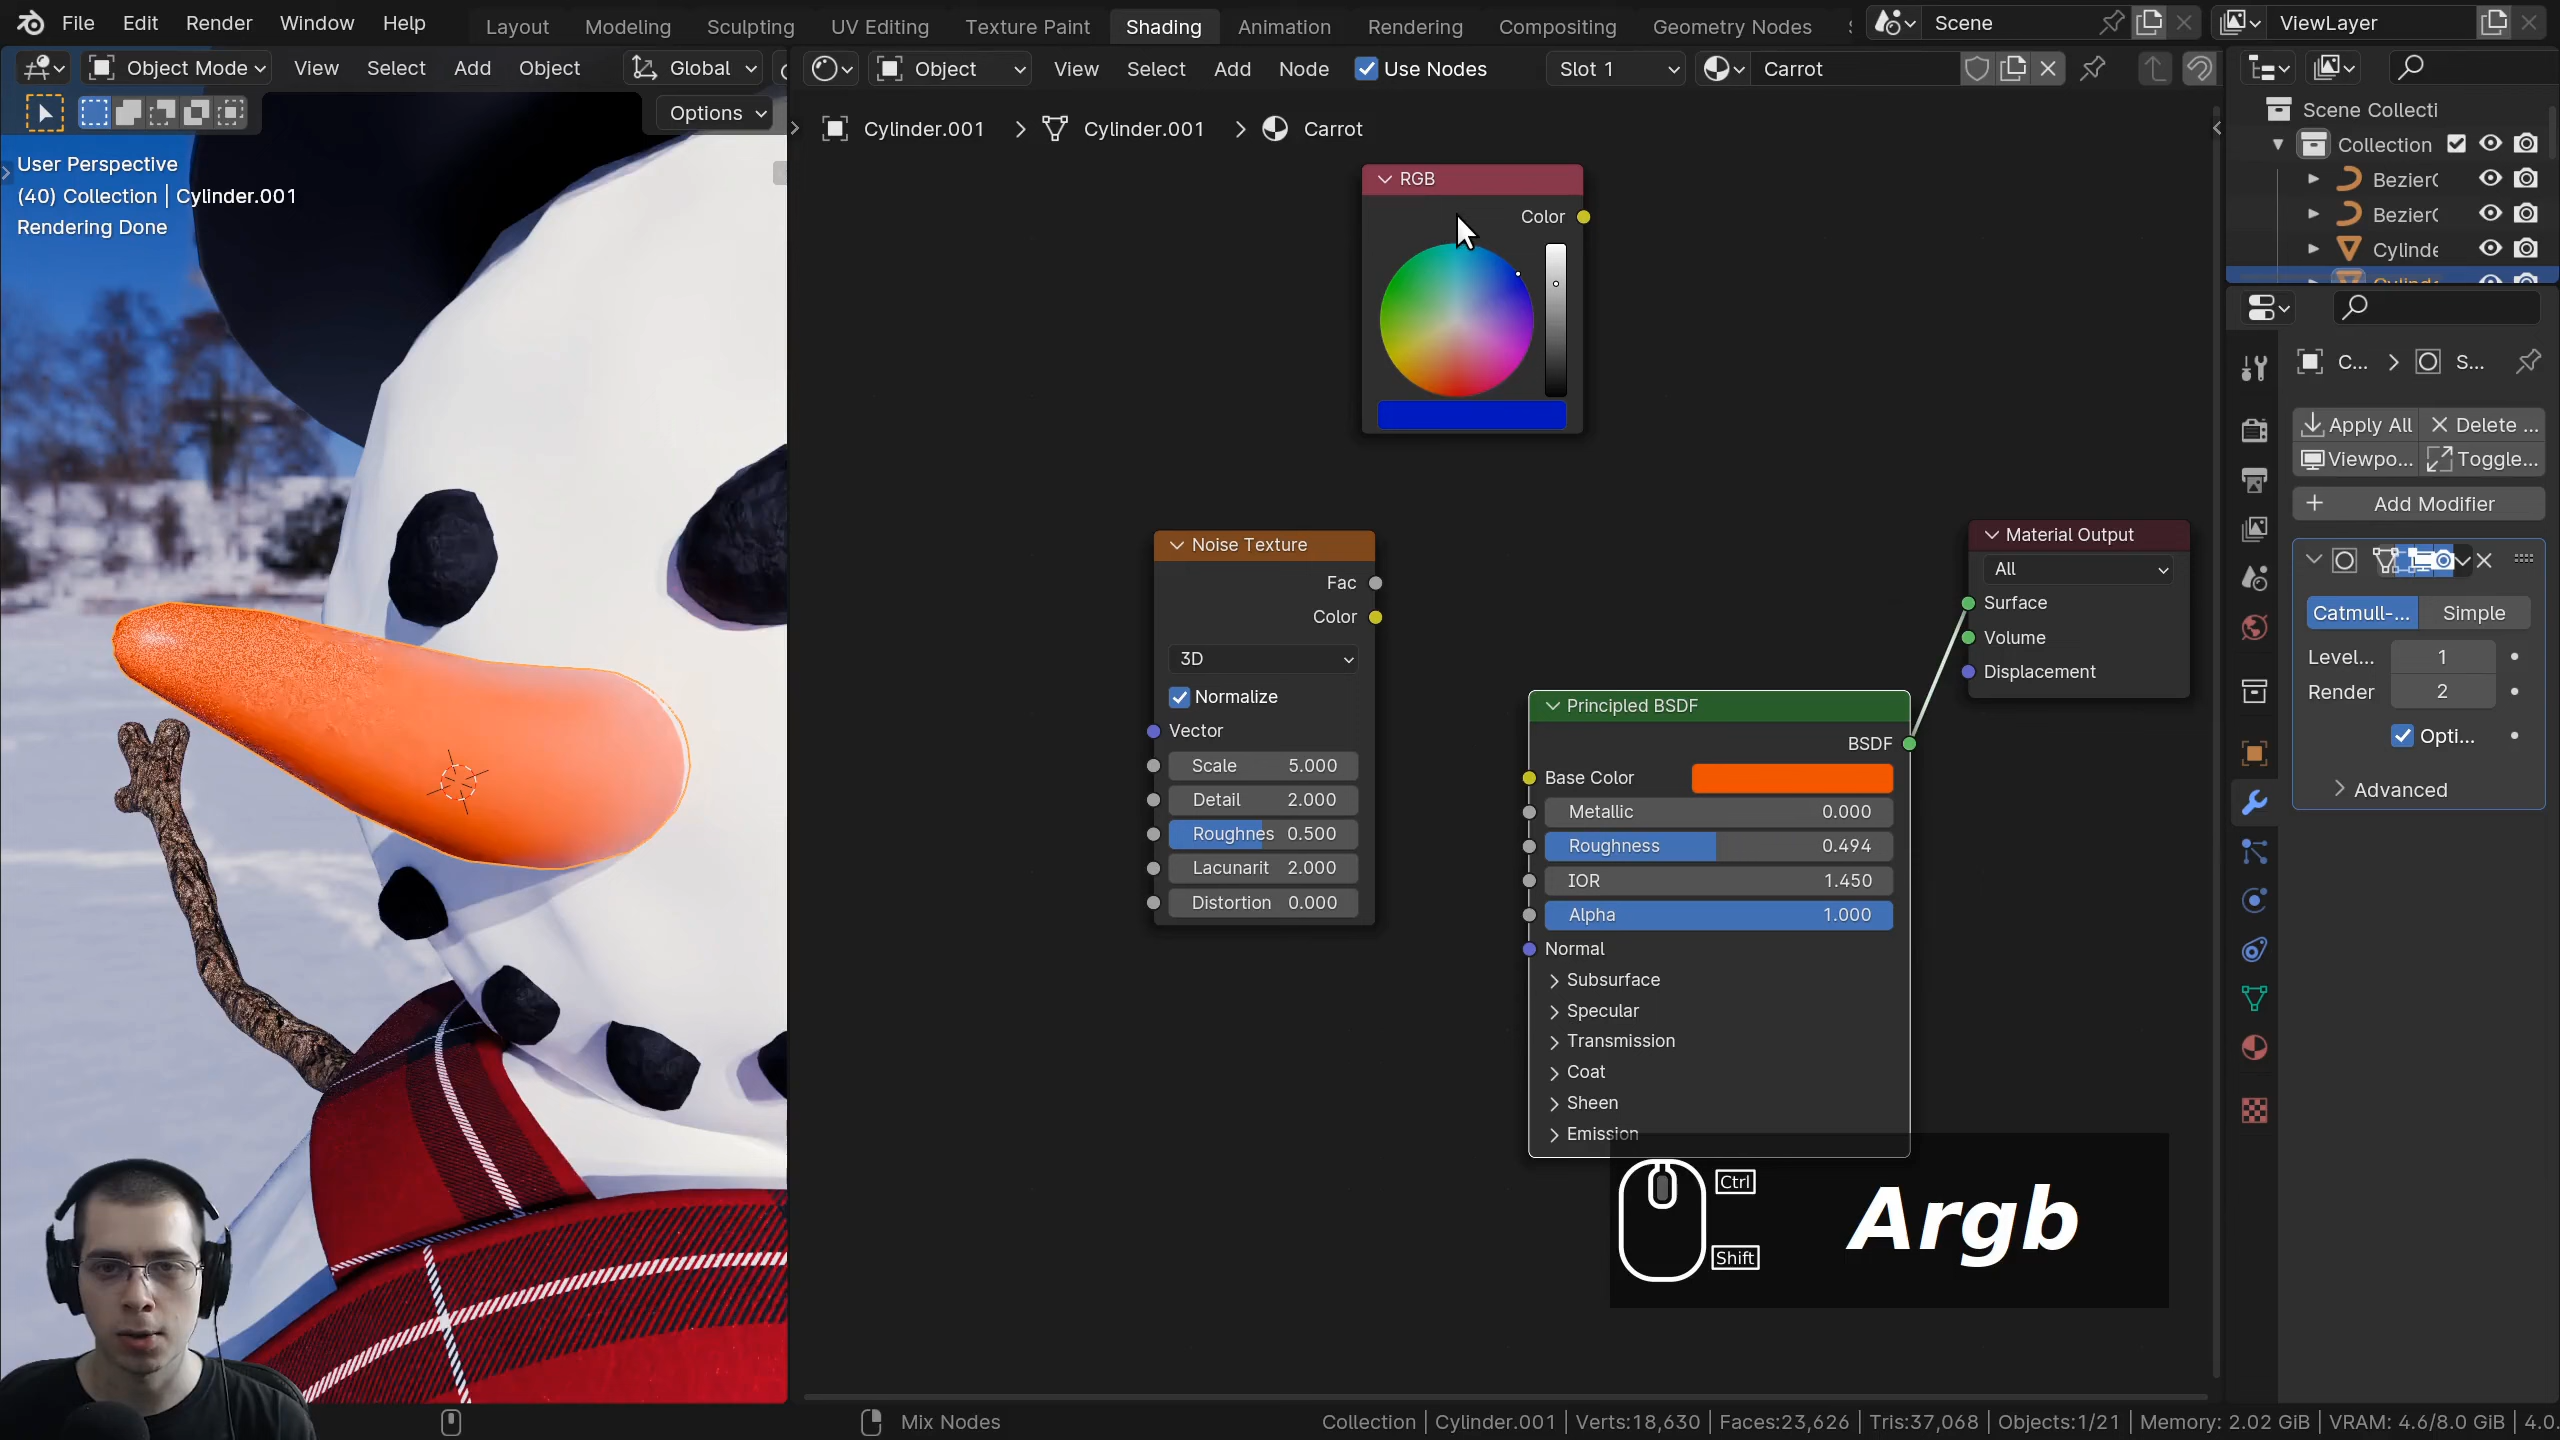 File Edit Render Window Help Layout Modeling Sculpting UV Editing Texture Paint Shading Animation Rendering Compositing Geometry Nodes Scene ViewLayer
Object Mode View Select Add Object Global Object View Select Add Node Use Nodes Slot 1 Carrot
Options
Cylinder.001 Cylinder.001 Carrot
User Perspective
(40) Collection | Cylinder.001
Rendering Done
RGB
Color
Noise Texture
Fac
Color
3D
Normalize
Vector
Scale 5.000
Detail 2.000
Roughnes 0.500
Lacunarit 2.000
Distortion 0.000
Principled BSDF
BSDF
Base Color
Metallic 0.000
Roughness 0.494
IOR 1.450
Alpha 1.000
Normal
Subsurface
Specular
Transmission
Coat
Sheen
Emission
Material Output
All
Surface
Volume
Displacement
Ctrl
Shift
Argb
Scene Collecti
Collection
Bezier
Bezier
Cylinde
C... S...
Apply All Delete ...
Viewpo... Toggle...
Add Modifier
Catmull-... Simple
Level... 1
Render 2
Opti...
Advanced
Mix Nodes
Collection | Cylinder.001 | Verts:18,630 | Faces:23,626 | Tris:37,068 | Objects:1/21 | Memory: 2.02 GiB | VRAM: 4.6/8.0 GiB | 4.0.